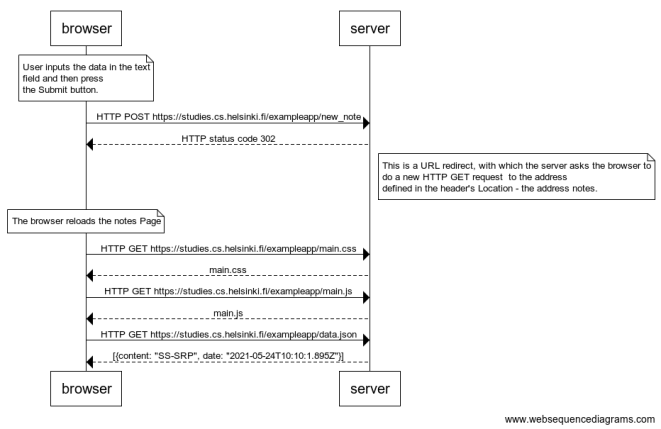 browser
server
User inputs the data in the text
field and then press
the Submit button.
HTTP POST https://studies.cs.helsinki.fi/exampleapp/new_note
HTTP status code 302
This is a URL redirect, with which the server asks the browser to
do a new HTTP GET request to the address
defined in the header's Location - the address notes.
The browser reloads the notes Page
HTTP GET https://studies.cs.helsinki.fi/exampleapp/main.css
main.css
HTTP GET https://studies.cs.helsinki.fi/exampleapp/main.js
main.js
HTTP GET https://studies.cs.helsinki.fi/exampleapp/data.json
[{content: "SS-SRP", date: "2021-05-24T10:10:1.895Z"}]
browser
server
www.websequencediagrams.com